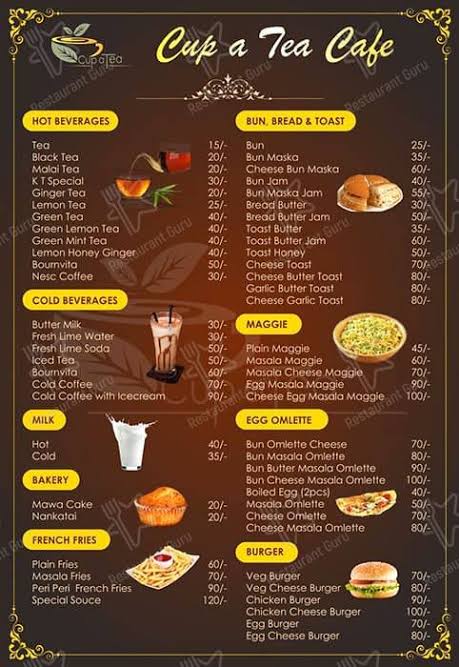 Cup a Tea
Cup a Tea Cafe
HOT BEVERAGES
Tea 15/-
Black Tea 20/-
Malai Tea 20/-
K T Special 30/-
Ginger Tea 20/-
Lemon Tea 25/-
Green Tea 40/-
Green Lemon Tea 40/-
Green Mint Tea 40/-
Lemon Honey Ginger 40/-
Bournvita 50/-
Nesc Coffee 30/-
COLD BEVERAGES
Butter Milk 30/-
Fresh Lime Water 30/-
Fresh Lime Soda 50/-
Iced Tea 50/-
Bournvita 60/-
Cold Coffee 70/-
Cold Coffee with Icecream 90/-
MILK
Hot 40/-
Cold 35/-
BAKERY
Mawa Cake 20/-
Nankatai 20/-
FRENCH FRIES
Plain Fries 60/-
Masala Fries 70/-
Peri Peri French Fries 90/-
Special Souce 120/-
BUN, BREAD & TOAST
Bun 25/-
Bun Maska 35/-
Cheese Bun Maska 60/-
Bun Jam 40/-
Bun Maska Jam 55/-
Bread Butter 30/-
Bread Butter Jam 50/-
Toast Butter 35/-
Toast Butter Jam 60/-
Toast Honey 50/-
Cheese Toast 70/-
Cheese Butter Toast 80/-
Garlic Butter Toast 80/-
Cheese Garlic Toast 80/-
MAGGIE
Plain Maggie 45/-
Masala Maggie 60/-
Masala Cheese Maggie 80/-
Egg Masala Maggie 90/-
Egg Cheese Masala Maggie 100/-
EGG OMLETTE
Bun Omlette Cheese 70/-
Bun Masala Omlette 80/-
Bun Butter Masala Omlette 90/-
Bun Cheese Masala Omlette 100/-
Boiled Egg (2pcs) 40/-
Masala Omlette 50/-
Cheese Omlette 70/-
Cheese Masala Omlette 80/-
BURGER
Veg Burger 70/-
Veg Cheese Burger 80/-
Chicken Burger 90/-
Chicken Cheese Burger 100/-
Egg Burger 70/-
Egg Cheese Burger 80/-
Restaurant Guru